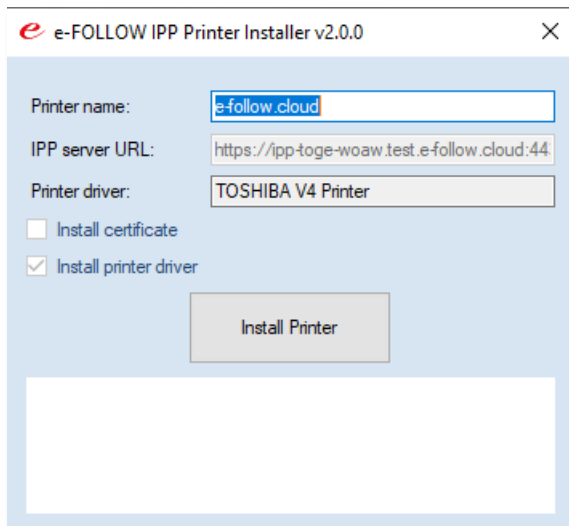 e-FOLLOW IPP Printer Installer v2.0.0
Printer name: e-follow.cloud
IPP server URL: https://ipp-toge-woaw.test.e-follow.cloud:44
Printer driver: TOSHIBA V4 Printer
Install certificate
Install printer driver
Install Printer